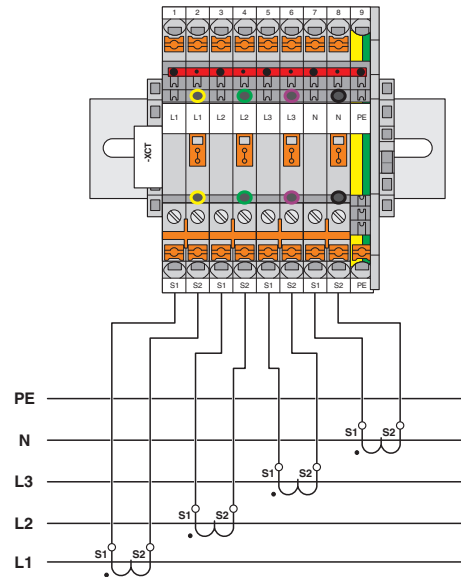 1 2 3 4 5 6 7 8 9
L1 L1 L2 L2 L3 L3 N N PE
-XCT
S1 S2 S1 S2 S1 S2 S1 S2 PE
PE
N
S1 S2
L3
S1 S2
L2
S1 S2
L1
S1 S2